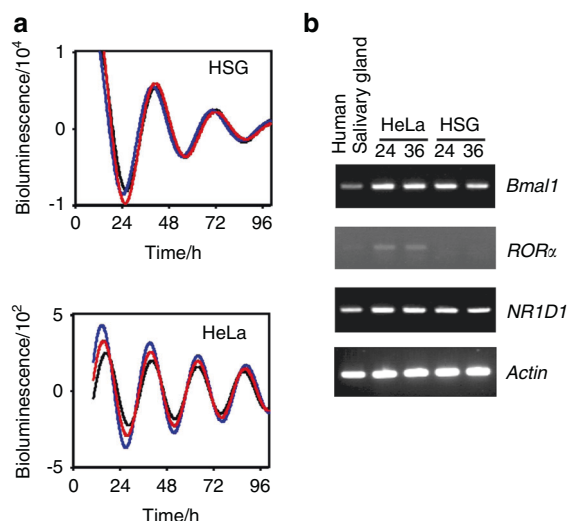 a
HSG
Bioluminescence/10⁴
1
0
-1
0 24 48 72 96
Time/h
HeLa
Bioluminescence/10²
5
0
-5
0 24 48 72 96
Time/h
b
Human
Salivary gland
HeLa HSG
24 36 24 36
Bmal1
RORα
NR1D1
Actin